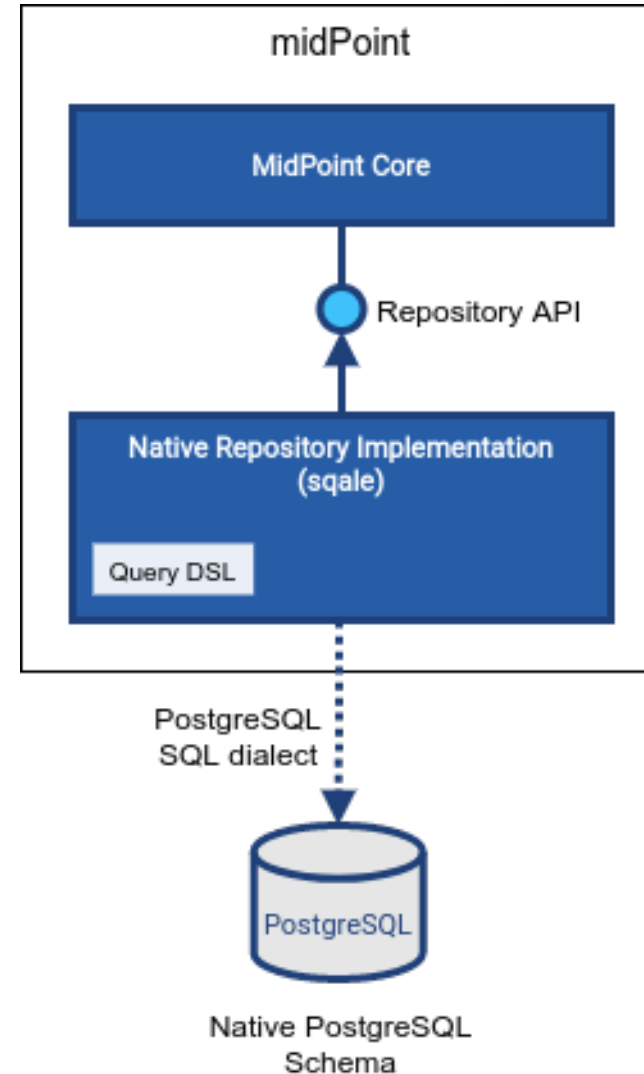 midPoint
MidPoint Core
Repository API
Native Repository Implementation
(sqale)
Query DSL
PostgreSQL
SQL dialect
PostgreSQL
Native PostgreSQL
Schema